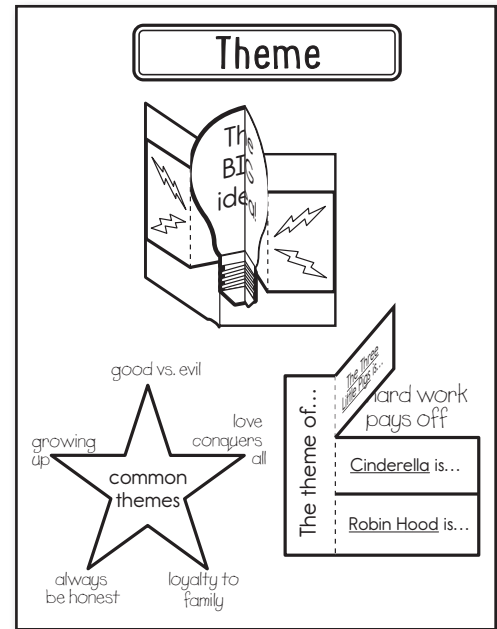 Theme
The
BIG
idea!
good vs. evil
growing
up
love
conquers
all
common
themes
always
be honest
loyalty to
family
The theme of...
The Three
Little Pigs is...
hard work
pays off
Cinderella is...
Robin Hood is...